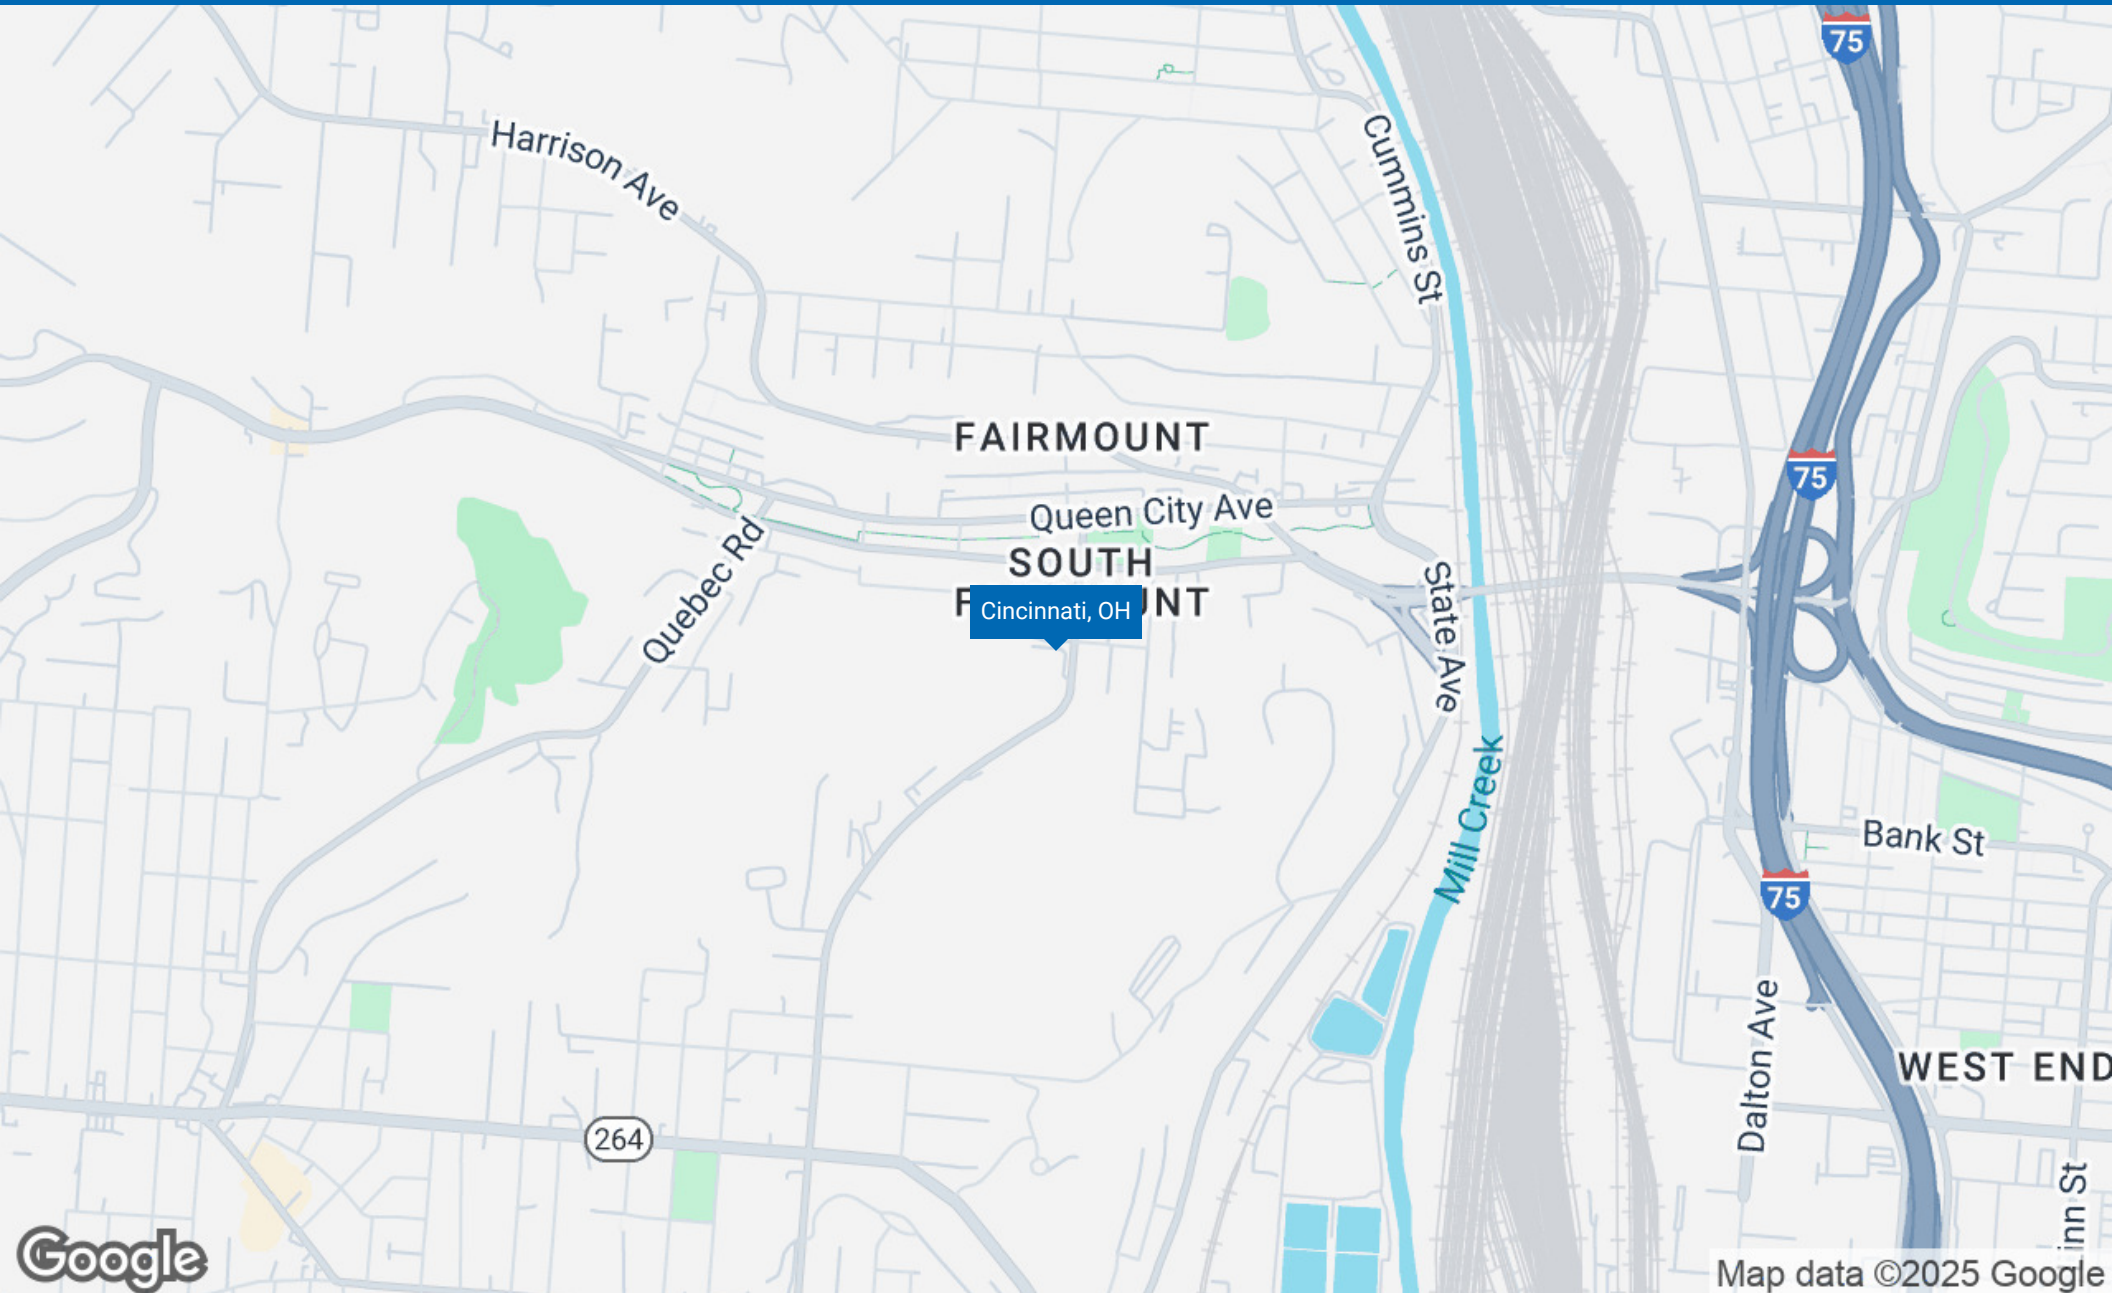 75
Harrison Ave
Cummins St
FAIRMOUNT
75
Queen City Ave
SOUTH
Cincinnati, OH
Quebec Rd
State Ave
Mill Creek
Bank St
75
Dalton Ave
WEST END
264
Google
Map data ©2025 Google